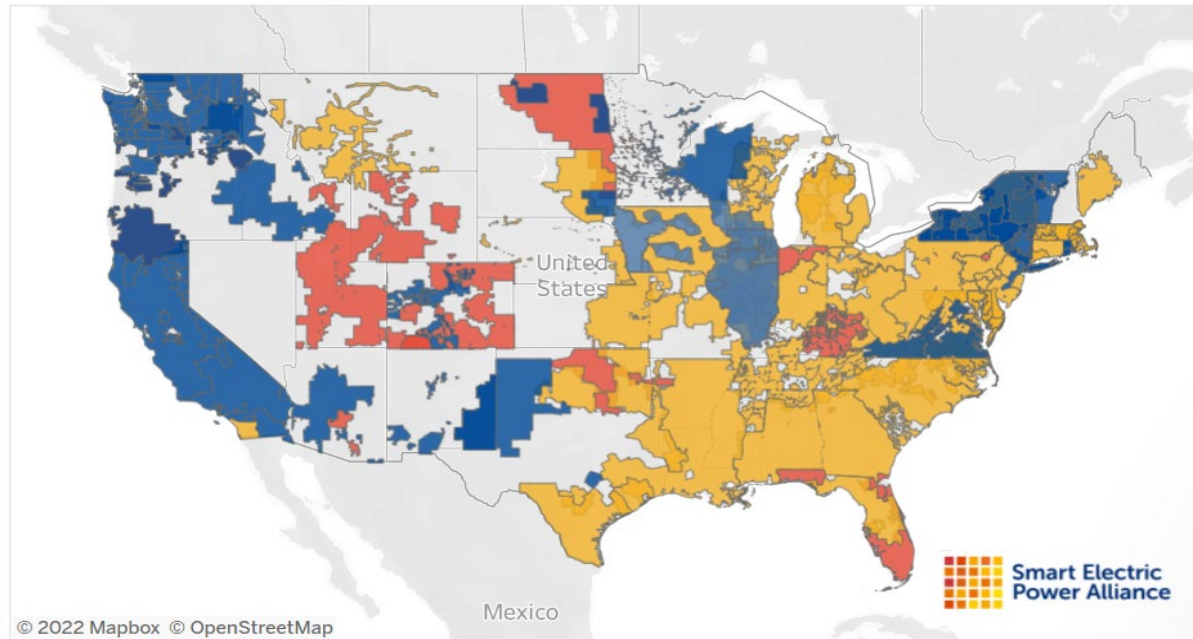 United
States
Mexico
Smart Electric
Power Alliance
© 2022 Mapbox © OpenStreetMap